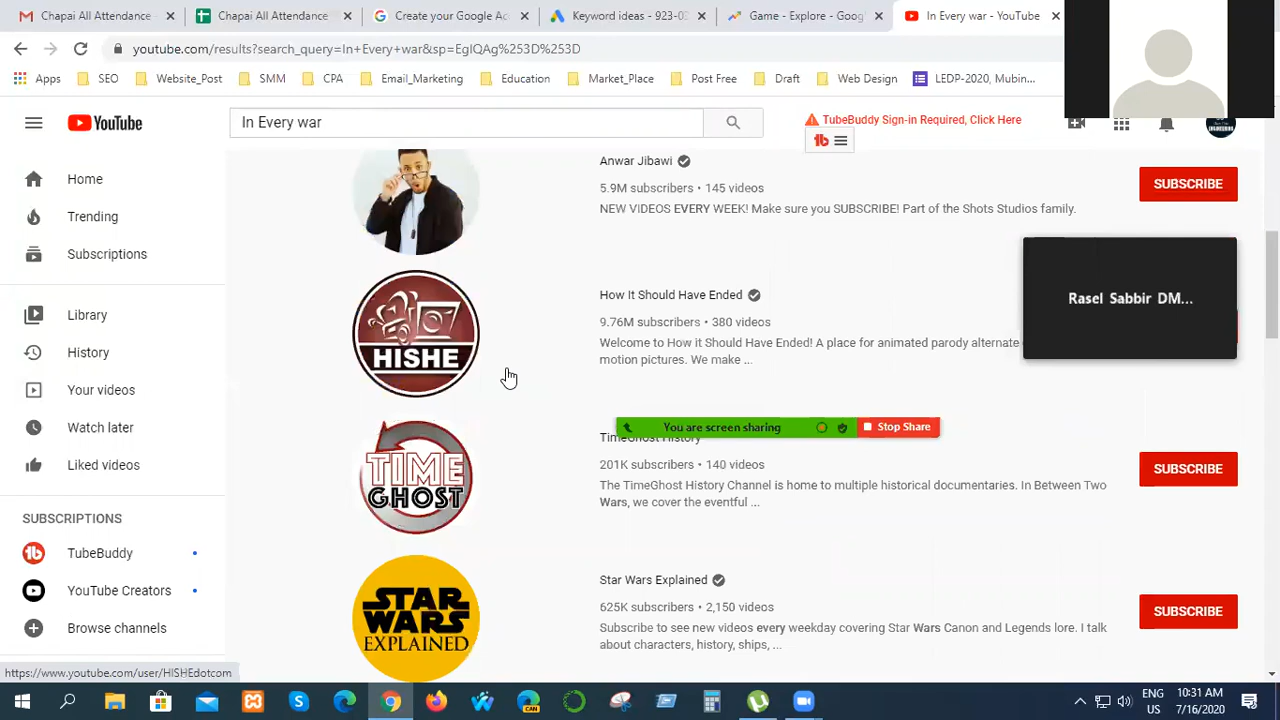 Chapai All Attendance
Chapai All Attendance
Create your Google Ac
Keyword ideas - 923-07
Game - Explore - Goog
In Every war - YouTube
youtube.com/results?search_query=In+Every+war&sp=EgIQAg%253D%253D
Apps
SEO
Website_Post
SMM
CPA
Email_Marketing
Education
Market_Place
Post Free
Draft
Web Design
LEDP-2020, Mubin...
YouTube
In Every war
TubeBuddy Sign-in Required, Click Here
Home
Trending
Subscriptions
Library
History
Your videos
Watch later
Liked videos
SUBSCRIPTIONS
TubeBuddy
YouTube Creators
Browse channels
Anwar Jibawi
5.9M subscribers • 145 videos
NEW VIDEOS EVERY WEEK! Make sure you SUBSCRIBE! Part of the Shots Studios family.
SUBSCRIBE
HISHE
How It Should Have Ended
9.76M subscribers • 380 videos
Welcome to How it Should Have Ended! A place for animated parody alternate
motion pictures. We make ...
Rasel Sabbir DM...
You are screen sharing
Stop Share
TIME
GHOST
TimeGhost History
201K subscribers • 140 videos
The TimeGhost History Channel is home to multiple historical documentaries. In Between Two
Wars, we cover the eventful ...
SUBSCRIBE
STAR
WARS
EXPLAINED
Star Wars Explained
625K subscribers • 2,150 videos
Subscribe to see new videos every weekday covering Star Wars Canon and Legends lore. I talk
about characters, history, ships, ...
SUBSCRIBE
https://www.youtube.com/user/HISHEdotcom
ENG
US
10:31 AM
7/16/2020